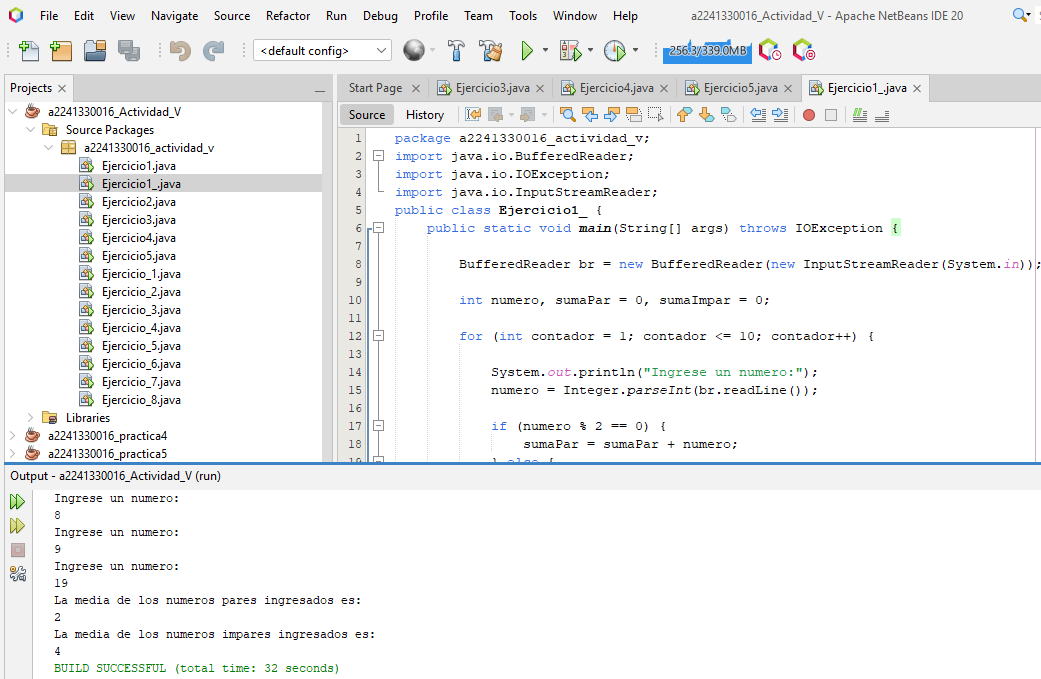 File Edit View Navigate Source Refactor Run Debug Profile Team Tools Window Help a2241330016_Actividad_V - Apache NetBeans IDE 20
<default config> 256.3/339.0MB
Projects
Start Page Ejercicio3.java Ejercicio4.java Ejercicio5.java Ejercicio1_.java
Source History
a2241330016_Actividad_V
Source Packages
a2241330016_actividad_v
Ejercicio1.java
Ejercicio1_.java
Ejercicio2.java
Ejercicio3.java
Ejercicio4.java
Ejercicio5.java
Ejercicio_1.java
Ejercicio_2.java
Ejercicio_3.java
Ejercicio_4.java
Ejercicio_5.java
Ejercicio_6.java
Ejercicio_7.java
Ejercicio_8.java
Libraries
a2241330016_practica4
a2241330016_practica5
1 package a2241330016_actividad_v;
2 import java.io.BufferedReader;
3 import java.io.IOException;
4 import java.io.InputStreamReader;
5 public class Ejercicio1_ {
6 public static void main(String[] args) throws IOException {
7
8 BufferedReader br = new BufferedReader(new InputStreamReader(System.in));
9
10 int numero, sumaPar = 0, sumaImpar = 0;
11
12 for (int contador = 1; contador <= 10; contador++) {
13
14 System.out.println("Ingrese un numero:");
15 numero = Integer.parseInt(br.readLine());
16
17 if (numero % 2 == 0) {
18 sumaPar = sumaPar + numero;
19 } else {
Output - a2241330016_Actividad_V (run)
Ingrese un numero:
8
Ingrese un numero:
9
Ingrese un numero:
19
La media de los numeros pares ingresados es:
2
La media de los numeros impares ingresados es:
4
BUILD SUCCESSFUL (total time: 32 seconds)